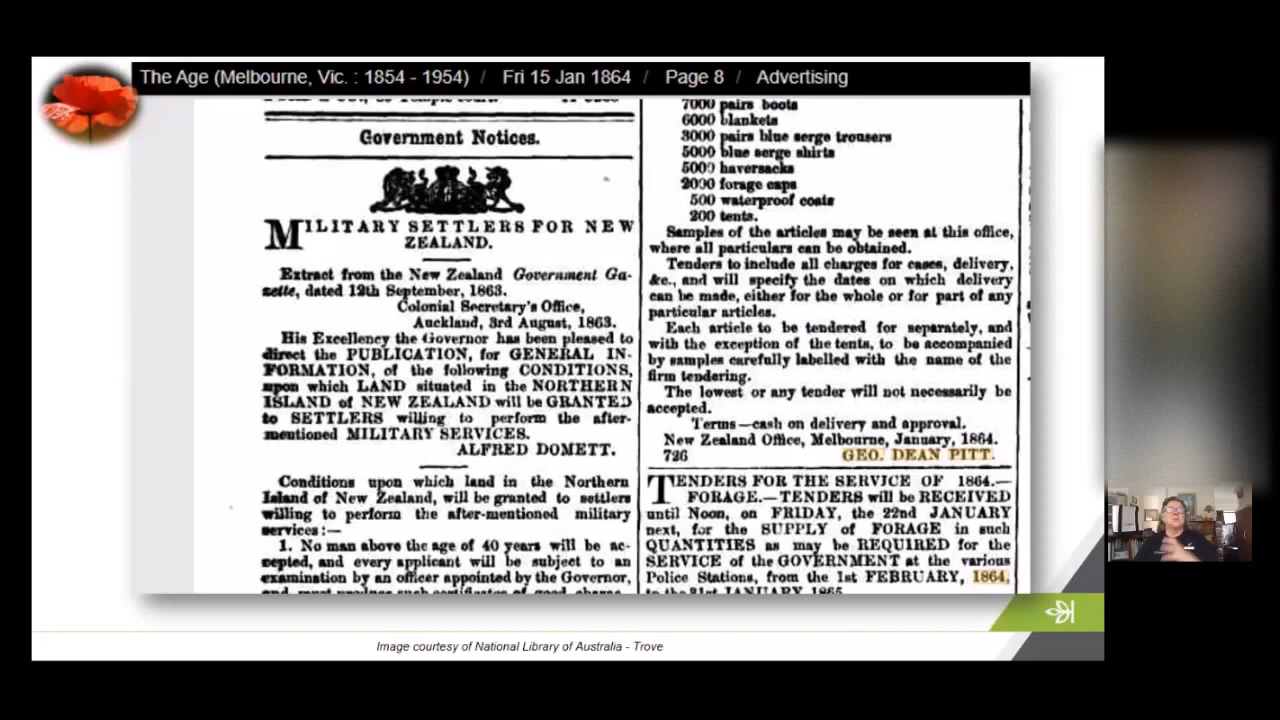 The Age (Melbourne, Vic. : 1854 - 1954) / Fri 15 Jan 1864 / Page 8 / Advertising
Government Notices.
MILITARY SETTLERS FOR NEW
ZEALAND.
Extract from the New Zealand Government Ga-
zette, dated 12th September, 1863.
Colonial Secretary's Office,
Auckland, 3rd August, 1863.
His Excellency the Governor has been pleased to
direct the PUBLICATION, for GENERAL IN-
FORMATION, of the following CONDITIONS,
upon which LAND situated in the NORTHERN
ISLAND of NEW ZEALAND will be GRANTED
to SETTLERS willing to perform the after-
mentioned MILITARY SERVICES.
ALFRED DOMETT.
Conditions upon which land in the Northern
Island of New Zealand, will be granted to settlers
willing to perform the after-mentioned military
services:—
1. No man above the age of 40 years will be ac-
cepted, and every applicant will be subject to an
examination by an officer appointed by the Governor,
7000 pairs boots
6000 blankets
3000 pairs blue serge trousers
5000 blue serge shirts
5000 haversacks
2000 forage caps
500 waterproof coats
200 tents.
Samples of the articles may be seen at this office,
where all particulars can be obtained.
Tenders to include all charges for cases, delivery,
&c., and will specify the dates on which delivery
can be made, either for the whole or for part of any
particular articles.
Each article to be tendered for separately, and
with the exception of the tents, to be accompanied
by samples carefully labelled with the name of the
firm tendering.
The lowest or any tender will not necessarily be
accepted.
Terms—cash on delivery and approval.
New Zealand Office, Melbourne, January, 1864.
726 GEO. DEAN PITT.
TENDERS FOR THE SERVICE OF 1864.—
FORAGE.—TENDERS will be RECEIVED
until Noon, on FRIDAY, the 22nd JANUARY
next, for the SUPPLY of FORAGE in such
QUANTITIES as may be REQUIRED for the
SERVICE of the GOVERNMENT at the various
Police Stations, from the 1st FEBRUARY, 1864,
to the 31st JANUARY 1865
Image courtesy of National Library of Australia - Trove